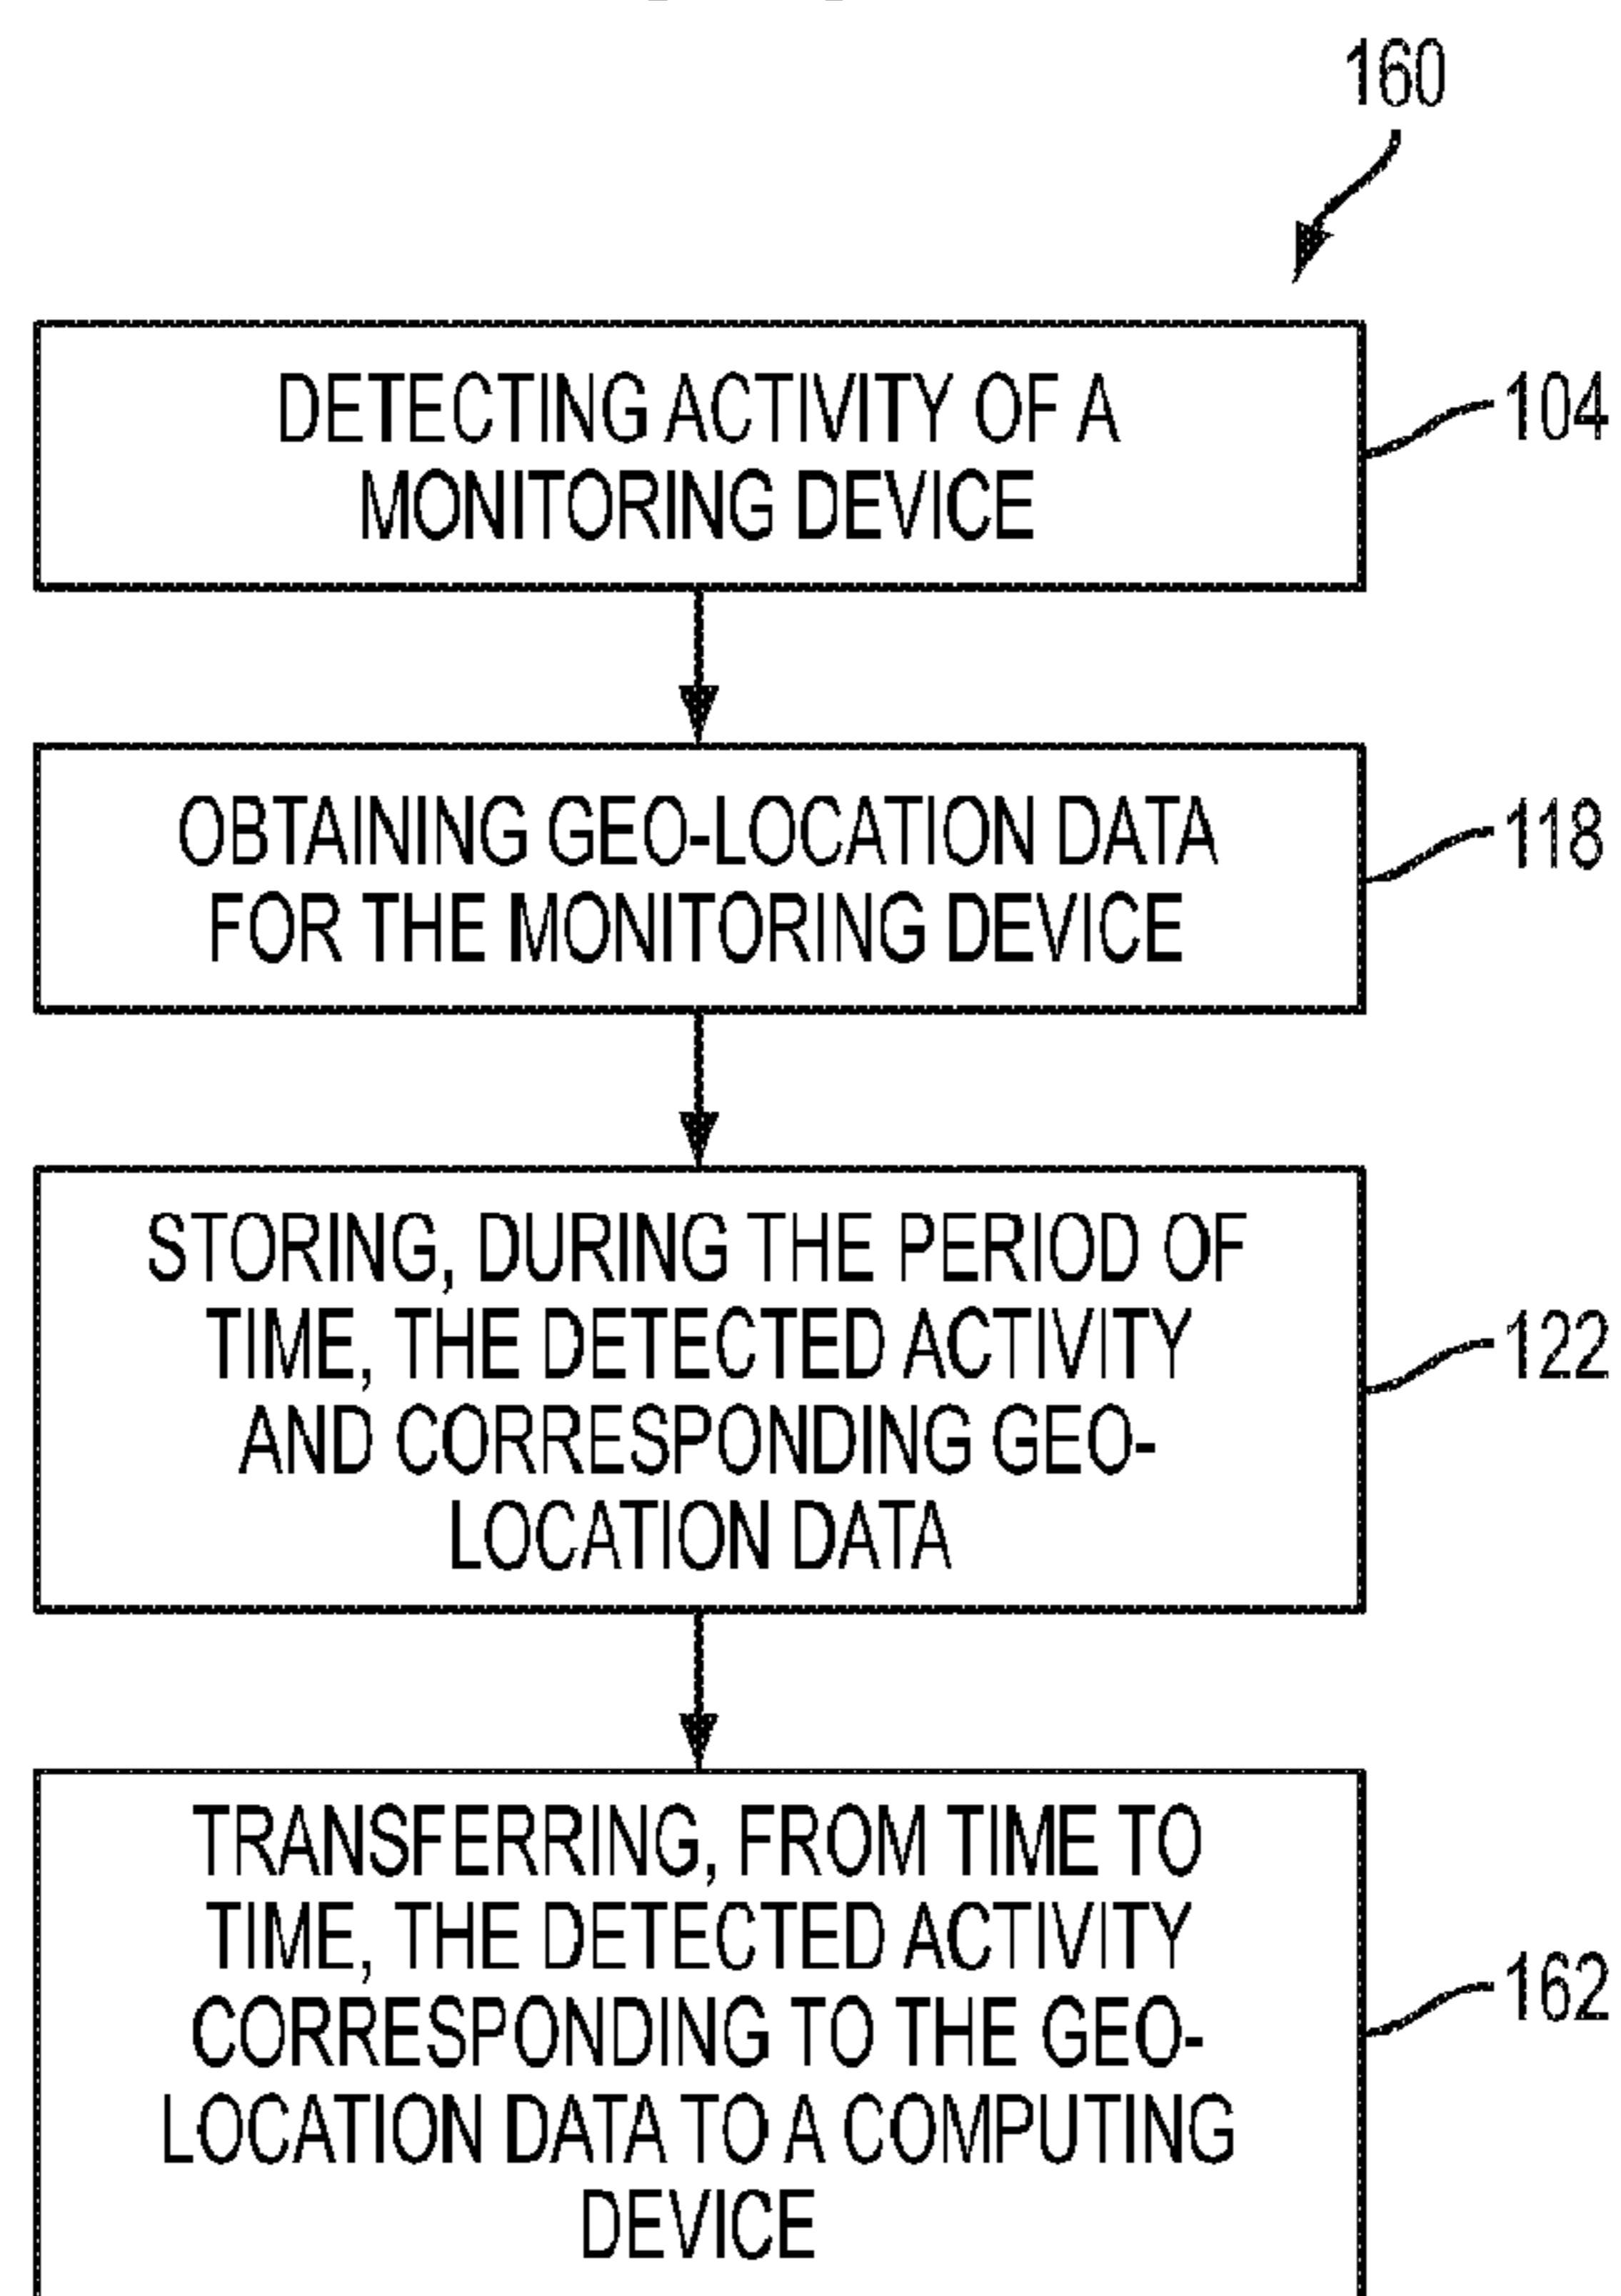 160
DETECTING ACTIVITY OF A
MONITORING DEVICE
104
OBTAINING GEO-LOCATION DATA
FOR THE MONITORING DEVICE
118
STORING, DURING THE PERIOD OF
TIME, THE DETECTED ACTIVITY
AND CORRESPONDING GEO-
LOCATION DATA
122
TRANSFERRING, FROM TIME TO
TIME, THE DETECTED ACTIVITY
CORRESPONDING TO THE GEO-
LOCATION DATA TO A COMPUTING
DEVICE
162